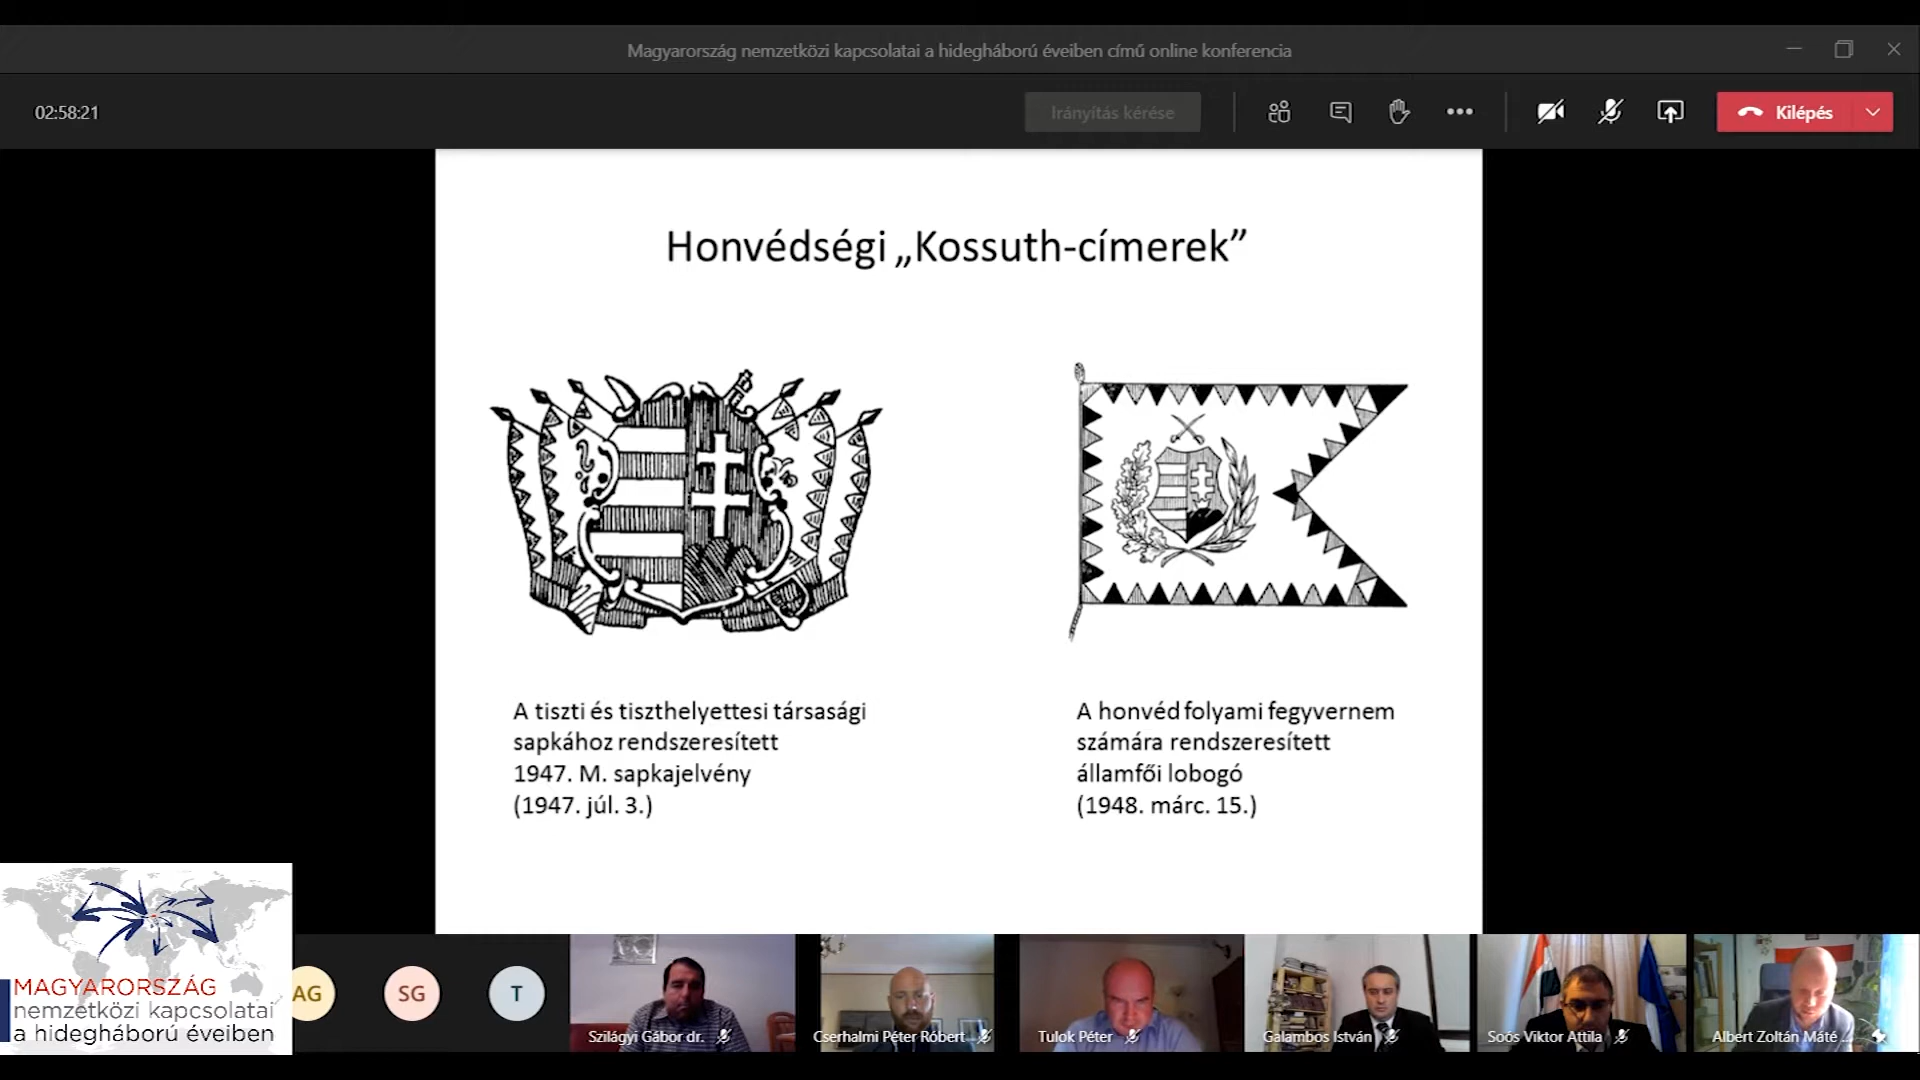 Magyarország nemzetközi kapcsolatai a hidegháború éveiben című online konferencia
02:58:21
Irányítás kérése
Kilépés
Honvédségi „Kossuth-címerek”
A tiszti és tiszthelyettesi társasági
sapkához rendszeresített
1947. M. sapkajelvény
(1947. júl. 3.)
A honvéd folyami fegyvernem
számára rendszeresített
államfői lobogó
(1948. márc. 15.)
MAGYARORSZÁG
nemzetközi kapcsolatai
a hidegháború éveiben
AG
SG
T
Szilágyi Gábor dr.
Cserhalmi Péter Róbert
Tulok Péter
Galambos István
Soós Viktor Attila
Albert Zoltán Máté ...